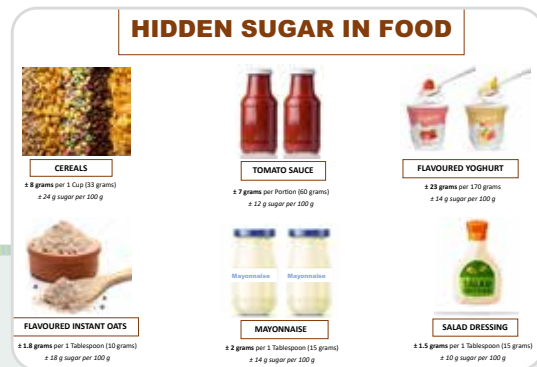 HIDDEN SUGAR IN FOOD
CEREALS
± 8 grams per 1 Cup (33 grams)
± 24 g sugar per 100 g
TOMATO SAUCE
± 7 grams per Portion (60 grams)
± 12 g sugar per 100 g
FLAVOURED YOGHURT
± 23 grams per 170 grams
± 14 g sugar per 100 g
FLAVOURED INSTANT OATS
± 1.8 grams per 1 Tablespoon (10 grams)
± 18 g sugar per 100 g
Mayonnaise
Mayonnaise
MAYONNAISE
± 2 grams per 1 Tablespoon (15 grams)
± 14 g sugar per 100 g
SALAD
DRESSING
SALAD DRESSING
± 1.5 grams per 1 Tablespoon (15 grams)
± 10 g sugar per 100 g